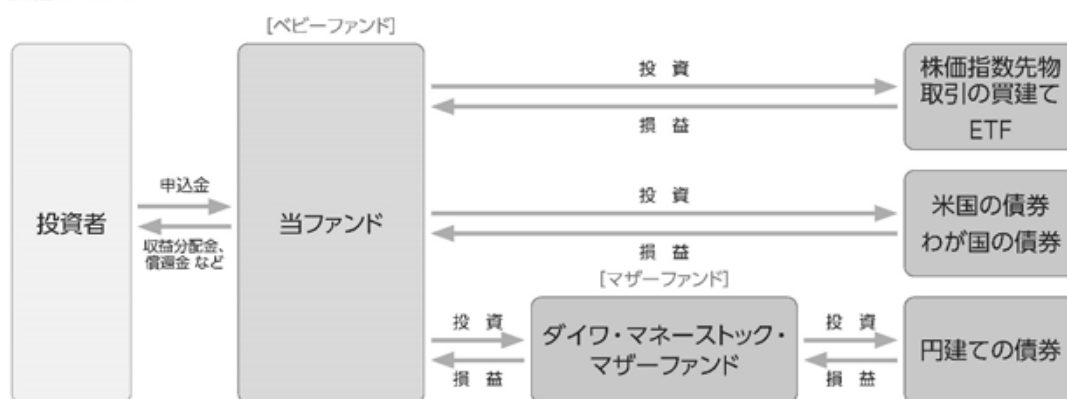 [ベビーファンド]
投資者
申込金
収益分配金、
償還金 など
当ファンド
投 資
損 益
株価指数先物
取引の買建て
ETF
投 資
損 益
米国の債券
わが国の債券
[マザーファンド]
投 資
損 益
ダイワ・マネーストック・
マザーファンド
投 資
損 益
円建ての債券